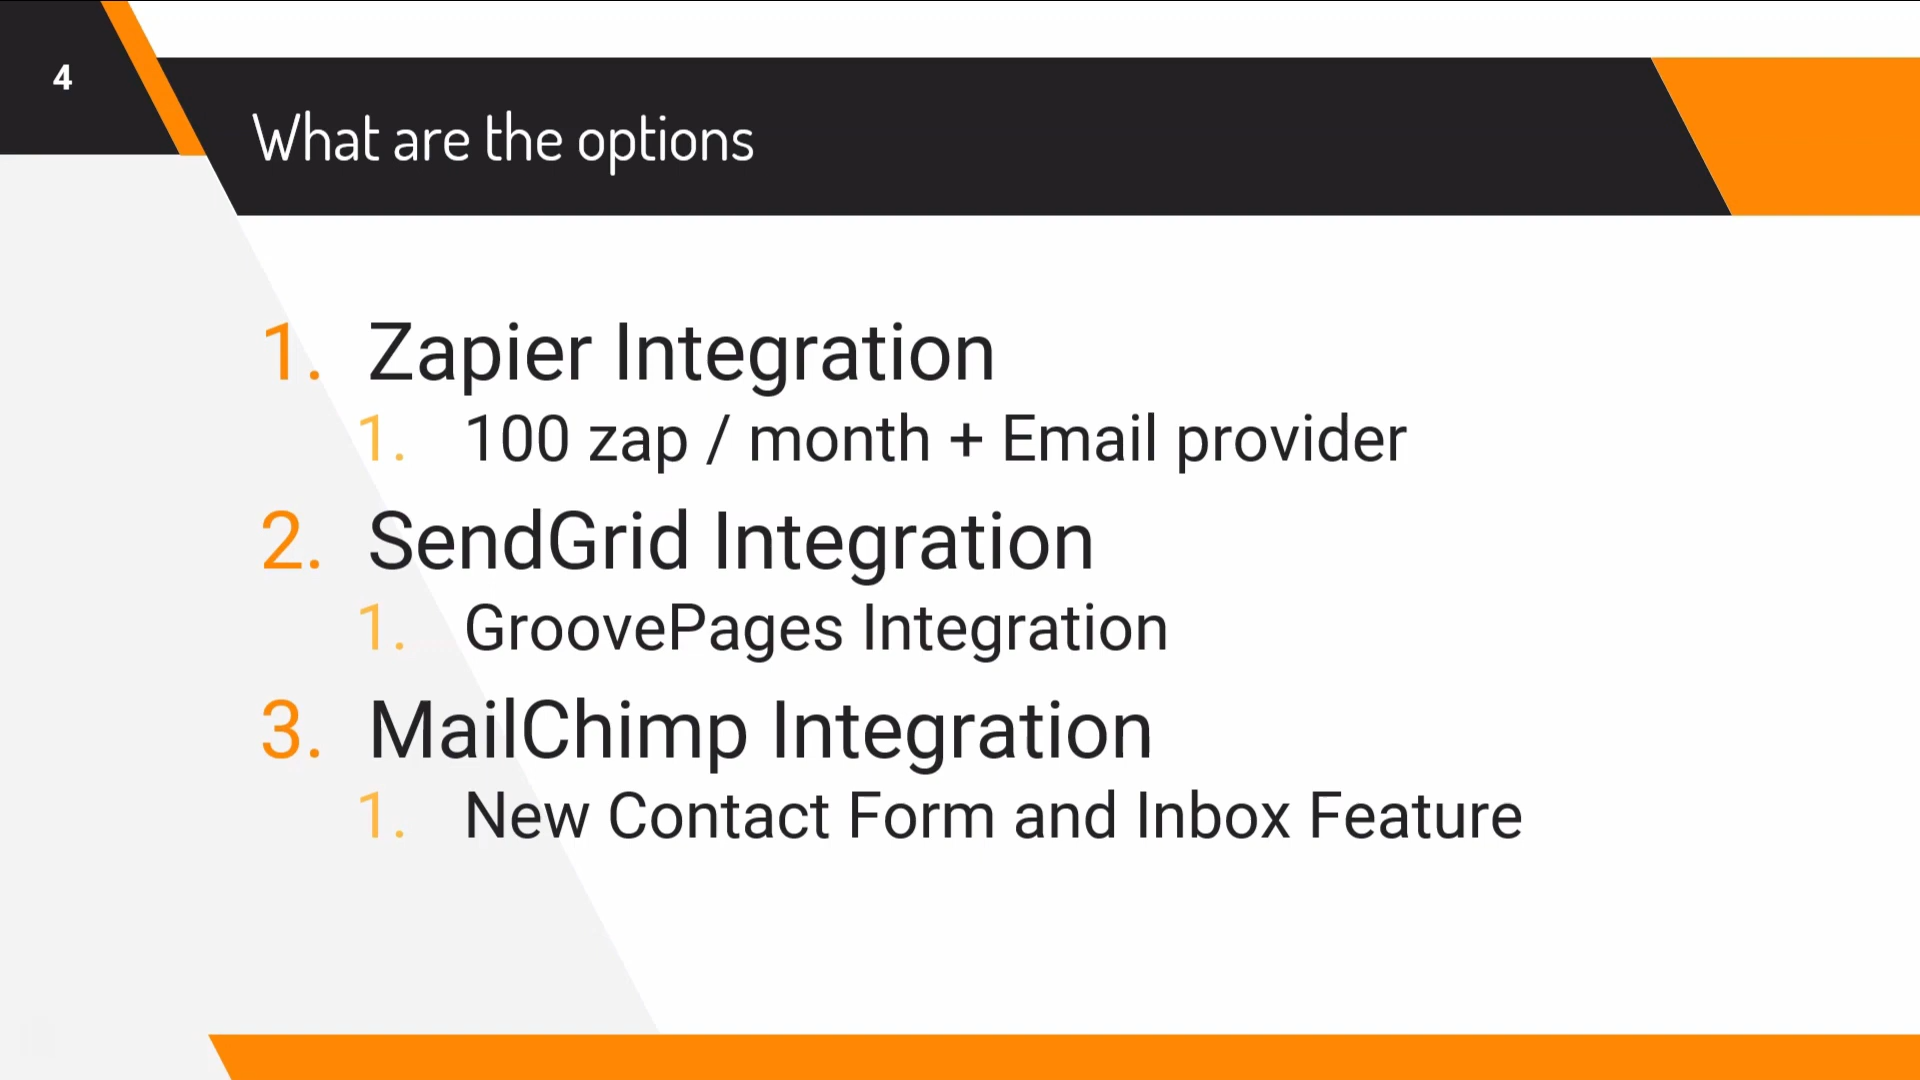 4
What are the options
1. Zapier Integration
1. 100 zap / month + Email provider
2. SendGrid Integration
1. GroovePages Integration
3. MailChimp Integration
1. New Contact Form and Inbox Feature